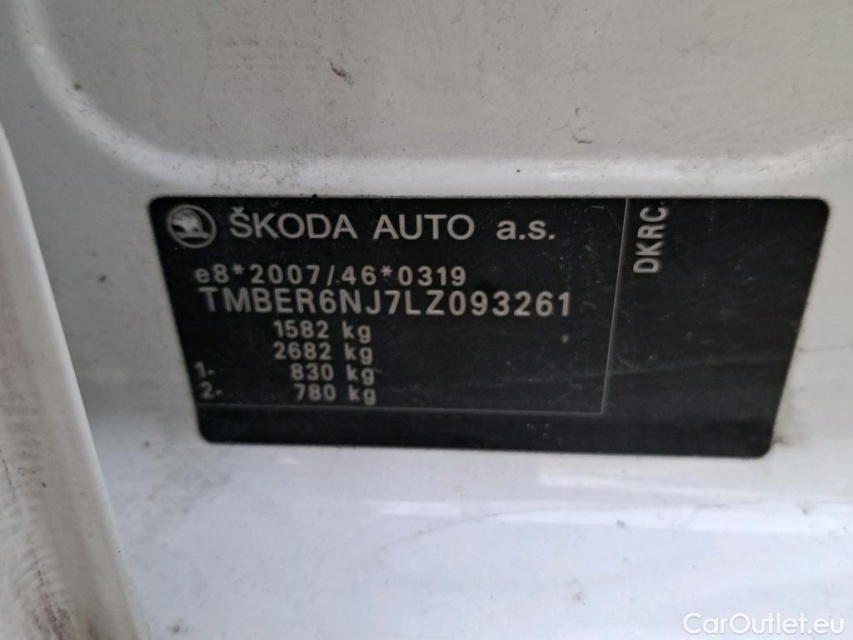 ŠKODA AUTO a.s.
e8*2007/46*0319
TMBER6NJ7LZ093261
1582 kg
2682 kg
1- 830 kg
2- 780 kg
DKRC
CarOutlet.eu